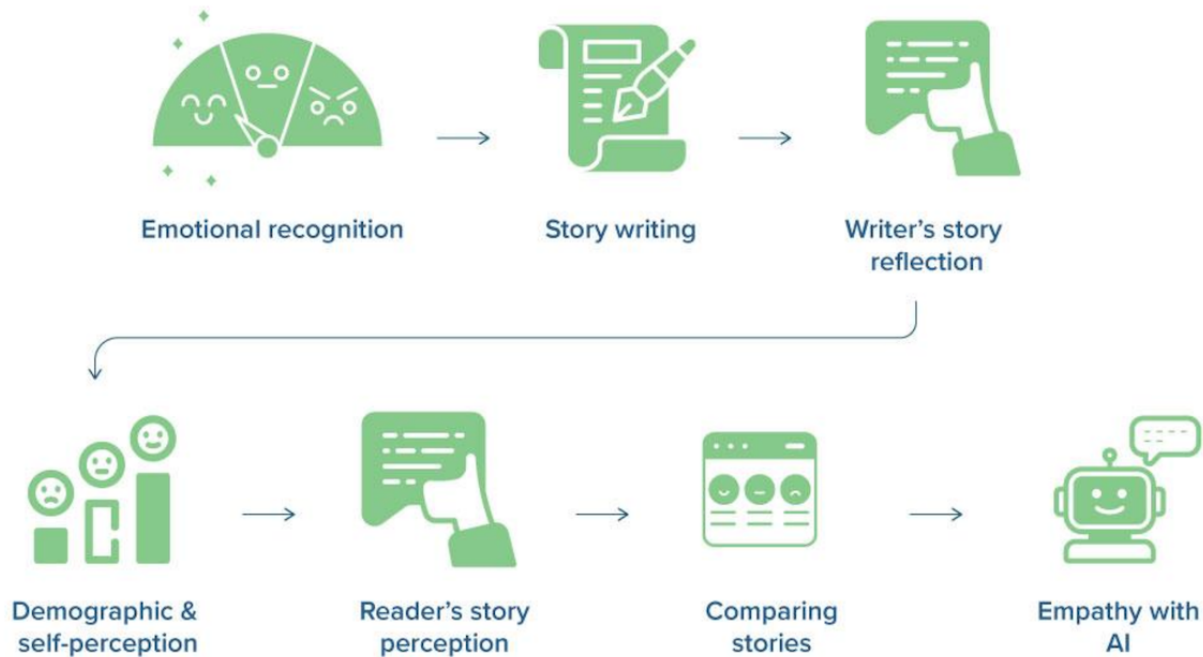 Emotional recognition
Story writing
Writer's story
reflection
Demographic &
self-perception
Reader's story
perception
Comparing
stories
Empathy with
AI